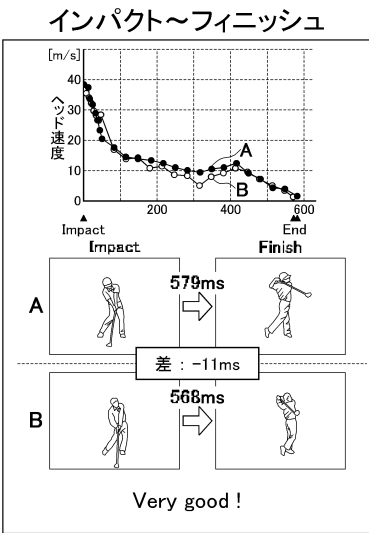 インパクト～フィニッシュ
[m/s]
40
30
20
10
0
ヘッド速度
A
B
200
400
600
Impact
End
Impact
Finish
A
579ms
差：-11ms
B
568ms
Very good !